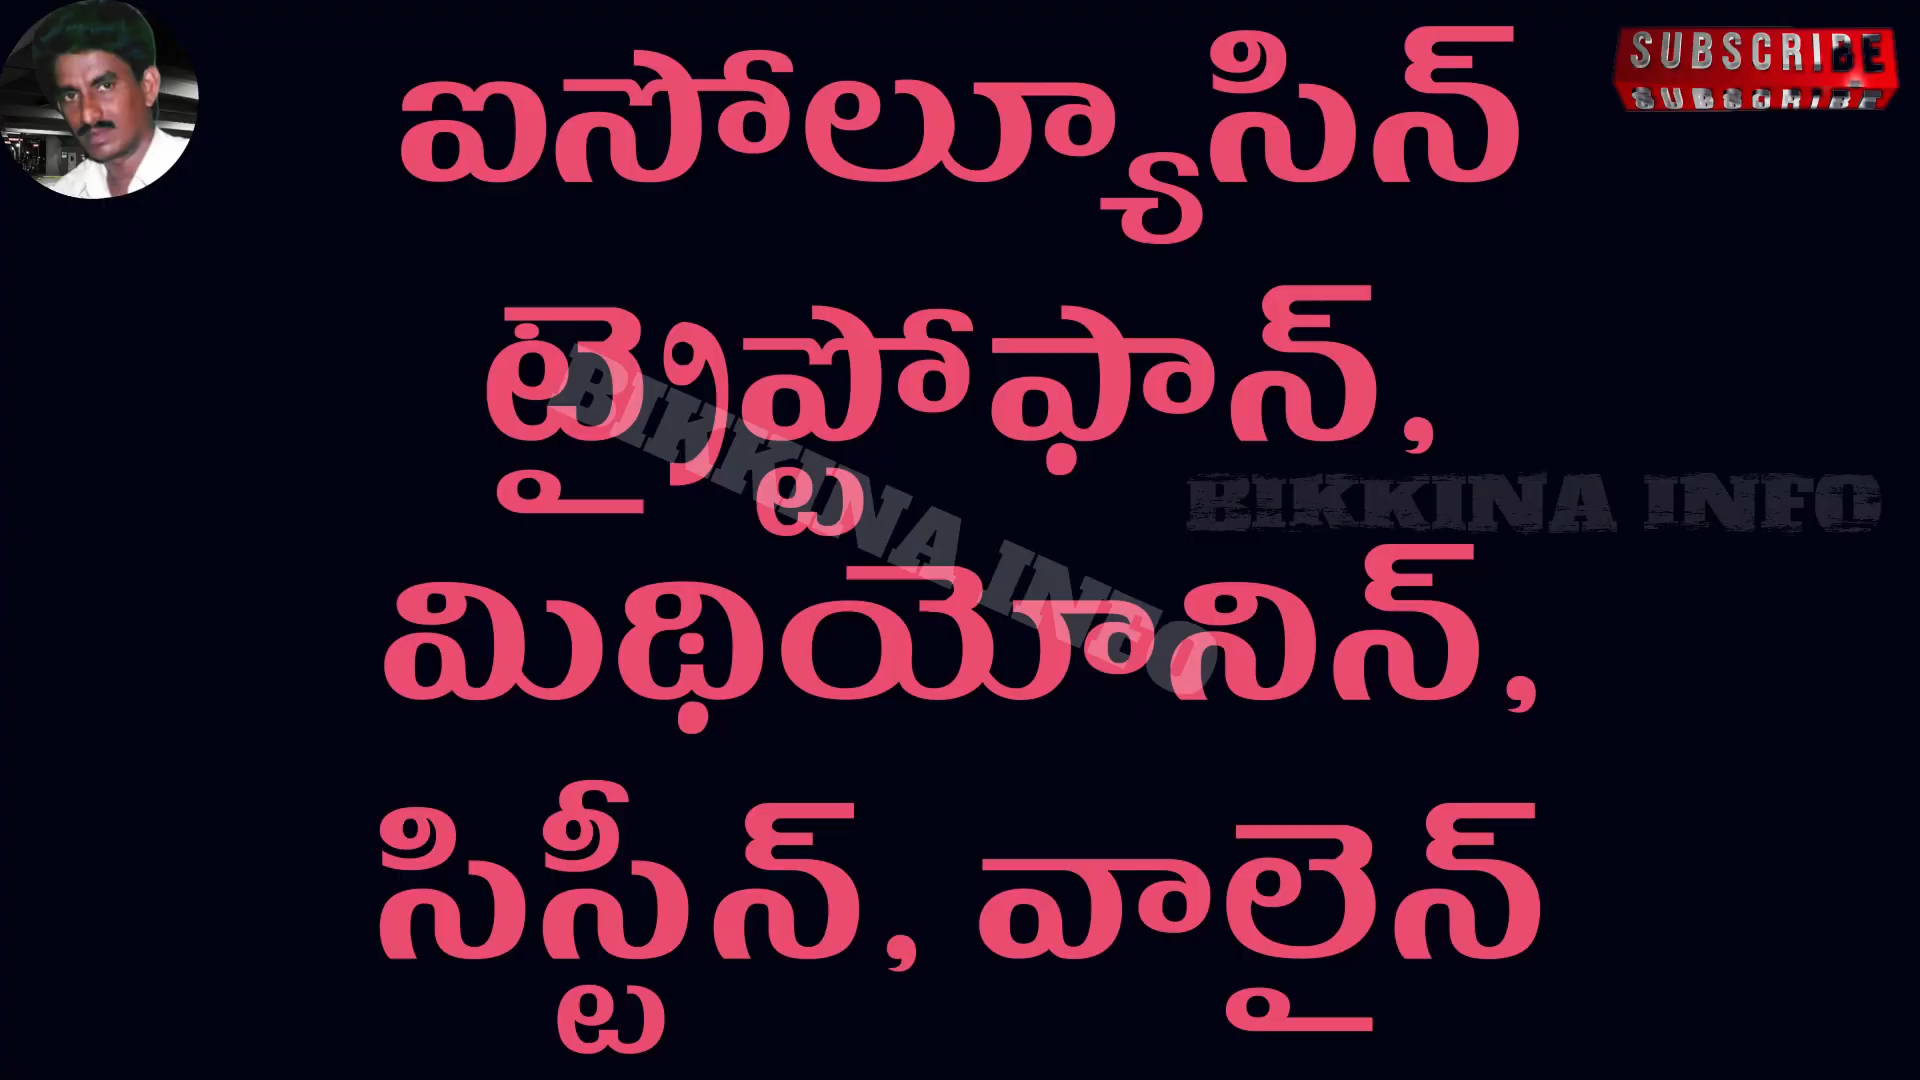 SUBSCRIBE
ఐసోల్యూసిన్
ట్రైప్టోఫాన్,
మిథియోనిన్,
సిస్టీన్, వాలైన్
BIKKINA INFO
BIKKINA INFO